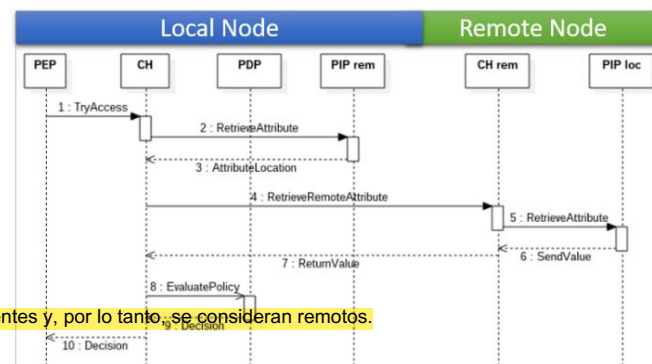 Local Node Remote Node
PEP CH PDP PIP rem CH rem PIP loc
1 : TryAccess
2 : RetrieveAttribute
3 : AttributeLocation
4 : RetrieveRemoteAttribute
5 : RetrieveAttribute
6 : SendValue
7 : ReturnValue
8 : EvaluatePolicy
entes y, por lo tanto, se consideran remotos.
9 : Decision
10 : Decision